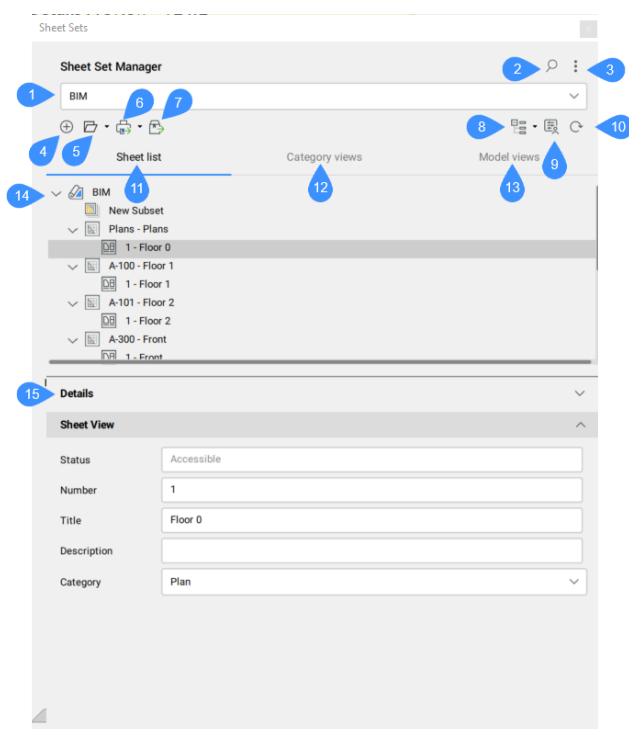 Sheet Sets
Sheet Set Manager
2
3
1
BIM
6
7
4
5
8
9
10
Sheet list
Category views
Model views
11
12
13
14
BIM
New Subset
Plans - Plans
1 - Floor 0
A-100 - Floor 1
1 - Floor 1
A-101 - Floor 2
1 - Floor 2
A-300 - Front
1 - Front
15
Details
Sheet View
Status
Accessible
Number
1
Title
Floor 0
Description
Category
Plan